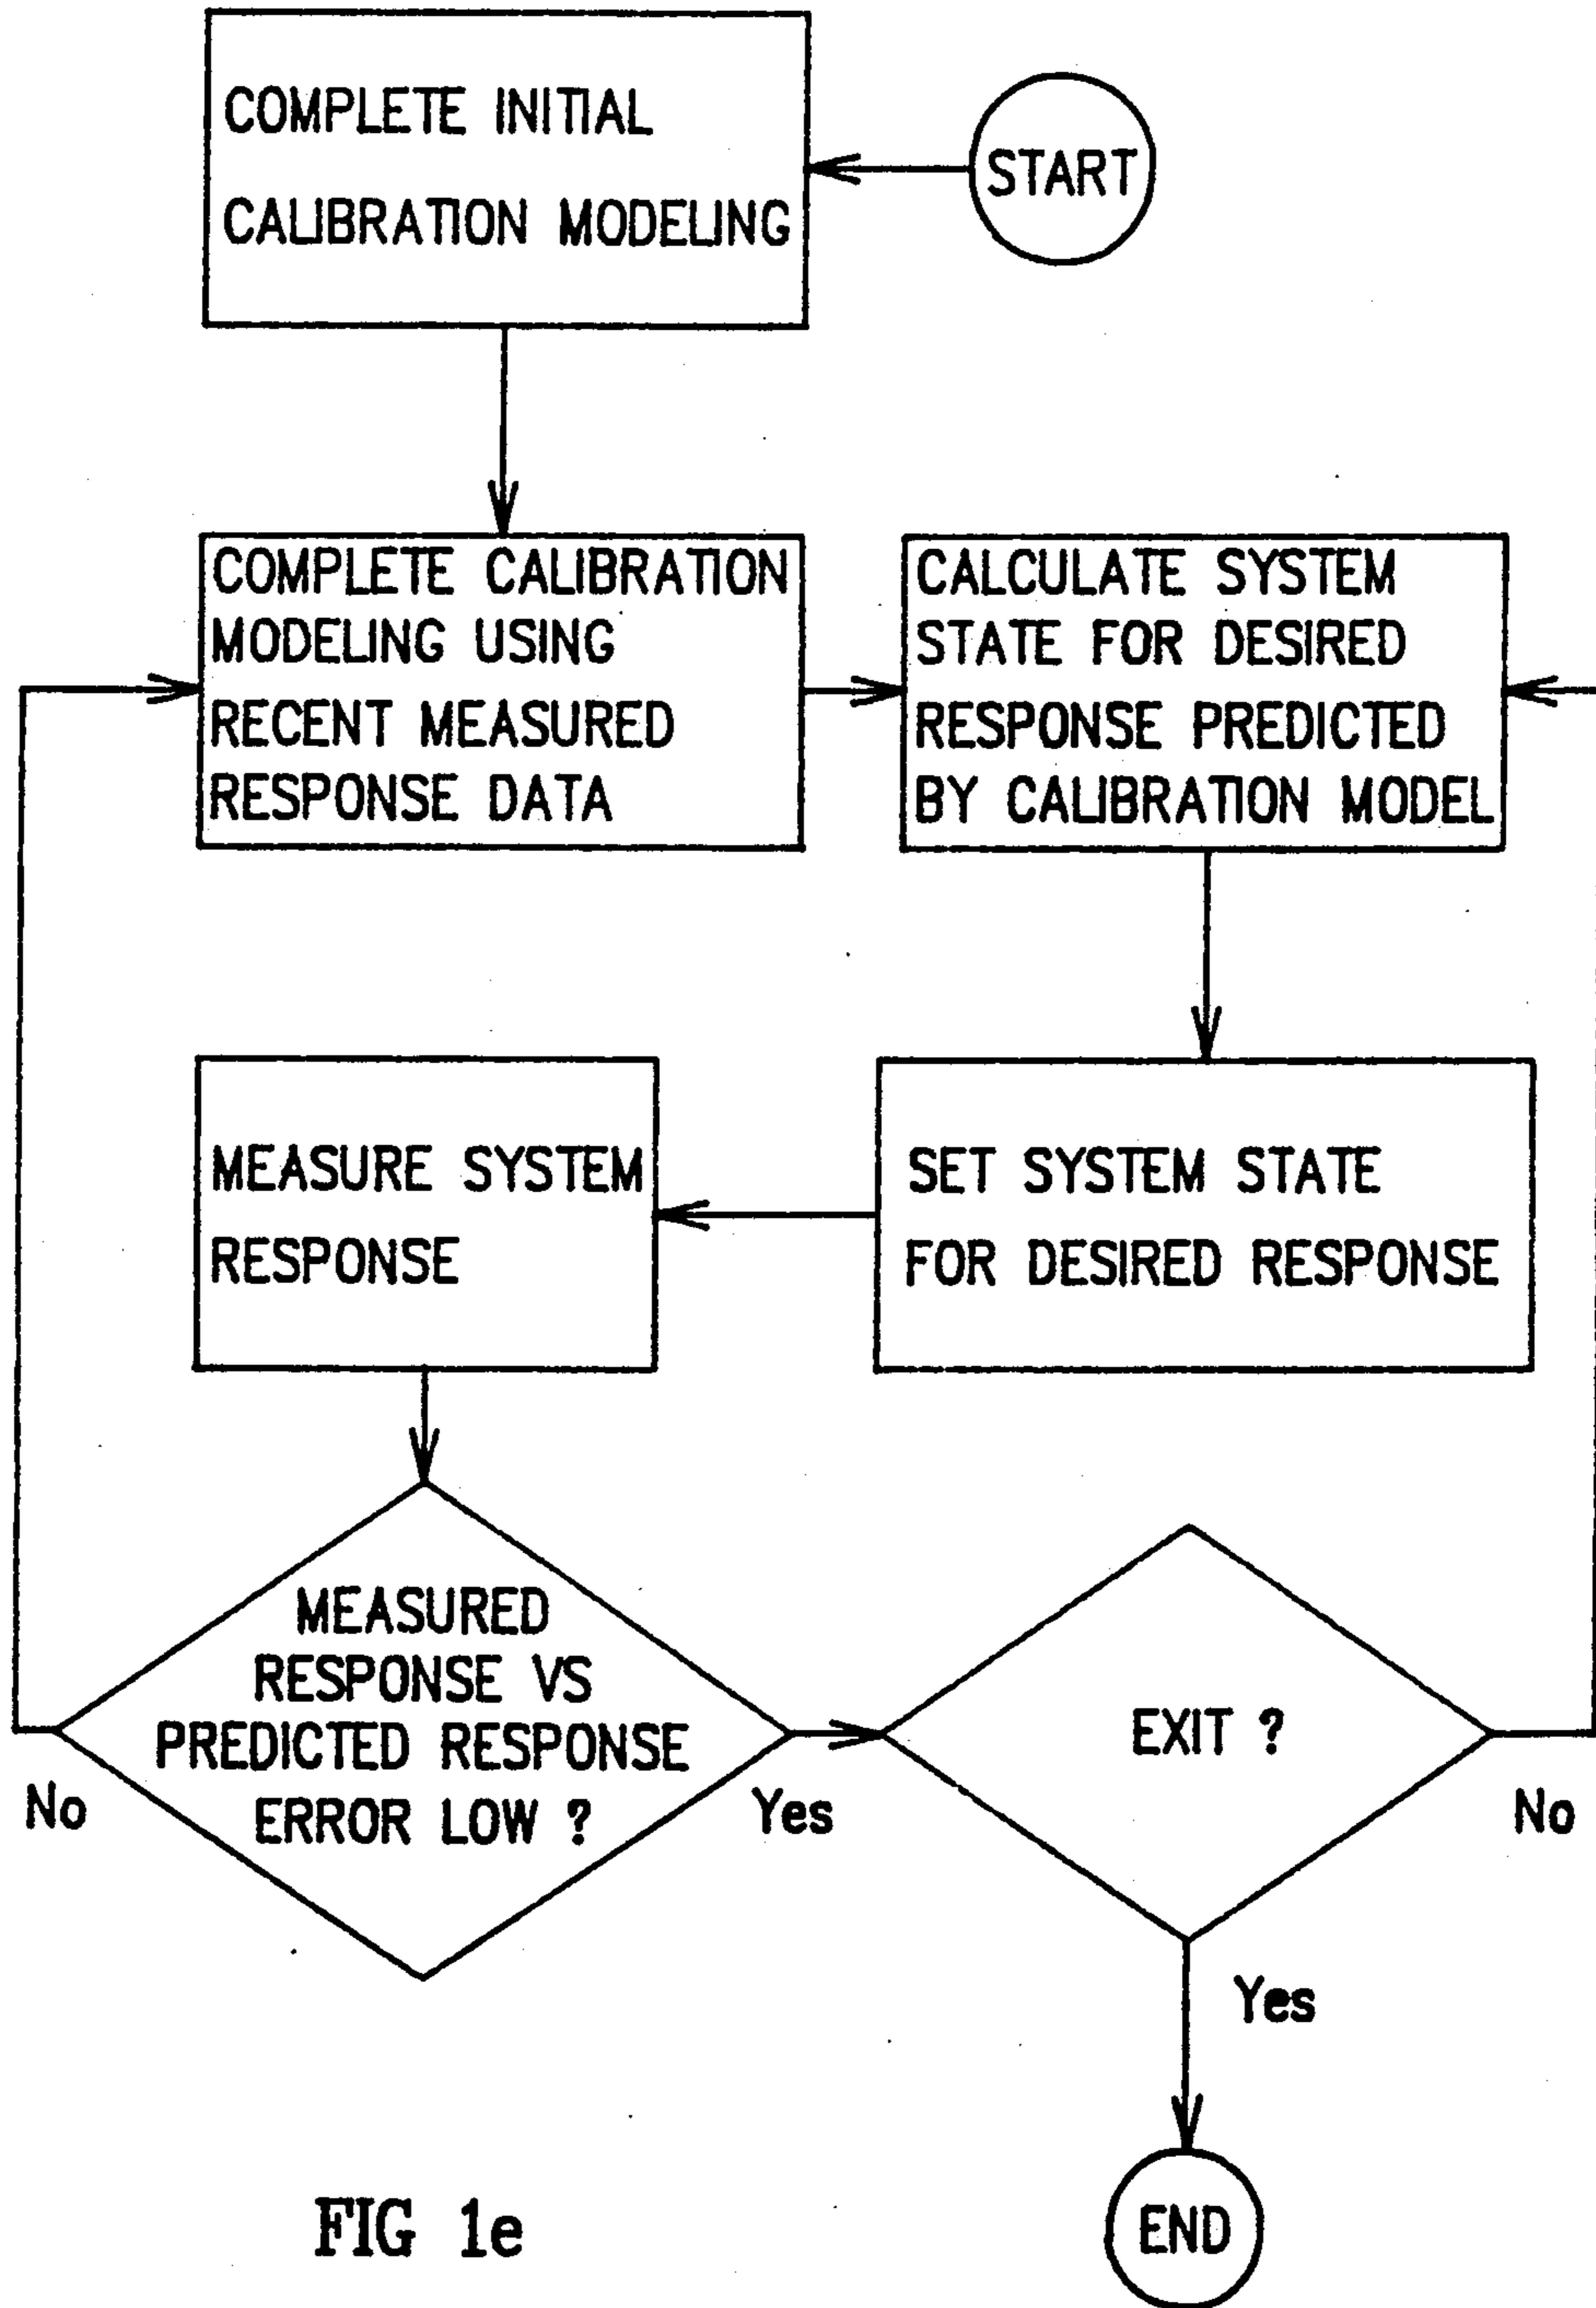 COMPLETE INITIAL
CALIBRATION MODELING
START
COMPLETE CALIBRATION
MODELING USING
RECENT MEASURED
RESPONSE DATA
CALCULATE SYSTEM
STATE FOR DESIRED
RESPONSE PREDICTED
BY CALIBRATION MODEL
MEASURE SYSTEM
RESPONSE
SET SYSTEM STATE
FOR DESIRED RESPONSE
MEASURED
RESPONSE VS
PREDICTED RESPONSE
ERROR LOW ?
No
Yes
EXIT ?
No
Yes
END
FIG 1e